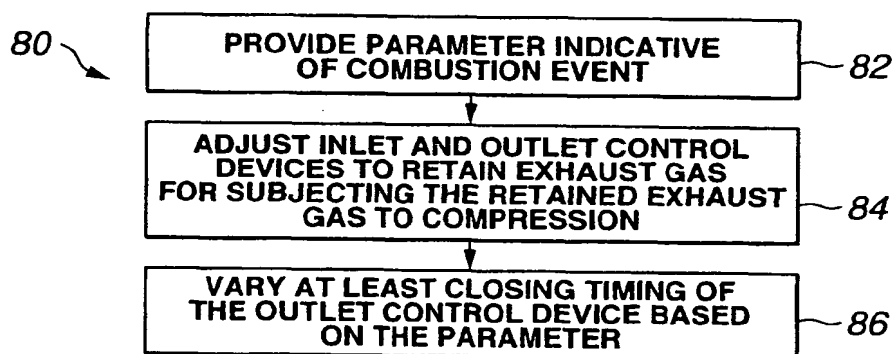 80
PROVIDE PARAMETER INDICATIVE
OF COMBUSTION EVENT
82
ADJUST INLET AND OUTLET CONTROL
DEVICES TO RETAIN EXHAUST GAS
FOR SUBJECTING THE RETAINED EXHAUST
GAS TO COMPRESSION
84
VARY AT LEAST CLOSING TIMING OF
THE OUTLET CONTROL DEVICE BASED
ON THE PARAMETER
86